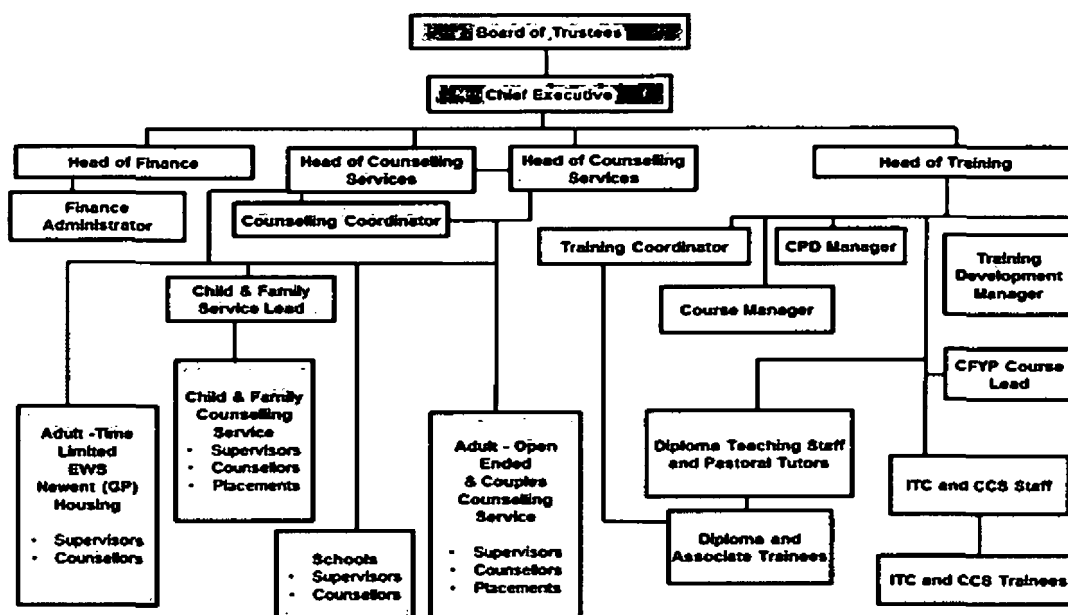 Board of Trustees
Chief Executive
Head of Finance
Head of Counselling
Services
Head of Counselling
Services
Head of Training
Finance
Administrator
Counselling Coordinator
Training Coordinator
CPD Manager
Training
Development
Manager
Child & Family
Service Lead
Course Manager
CFYP Course
Lead
Child & Family
Counselling
Service
• Supervisors
• Counsellors
• Placements
Adult -Time
Limited
EWS
Newent (GP)
Housing
• Supervisors
• Counsellors
Adult - Open
Ended
& Couples
Counselling
Service
• Supervisors
• Counsellors
• Placements
Diploma Teaching Staff
and Pastoral Tutors
ITC and CCS Staff
Schools
• Supervisors
• Counsellors
Diploma and
Associate Trainees
ITC and CCS Trainees